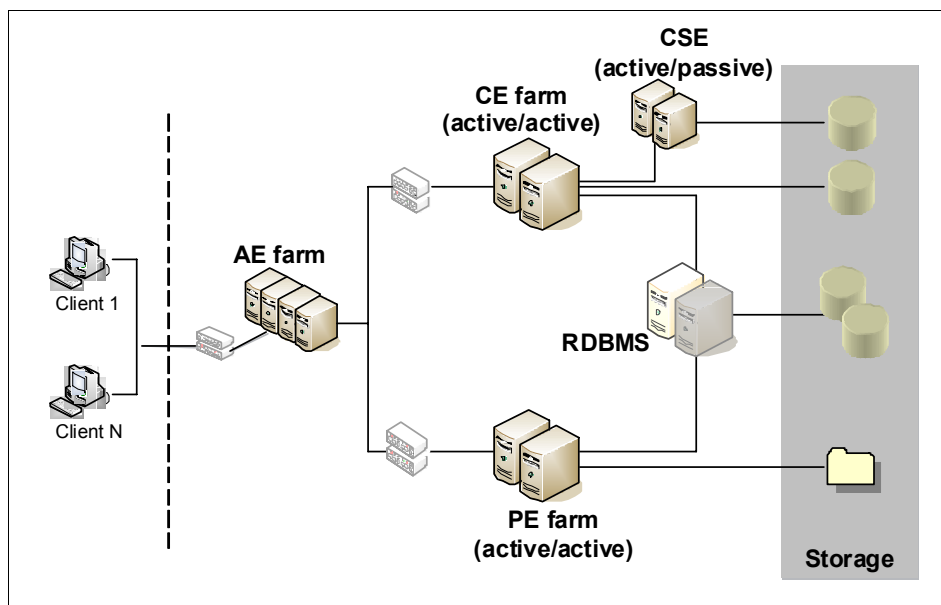 CSE
(active/passive)
CE farm
(active/active)
AE farm
Client 1
RDBMS
Client N
PE farm
(active/active)
Storage